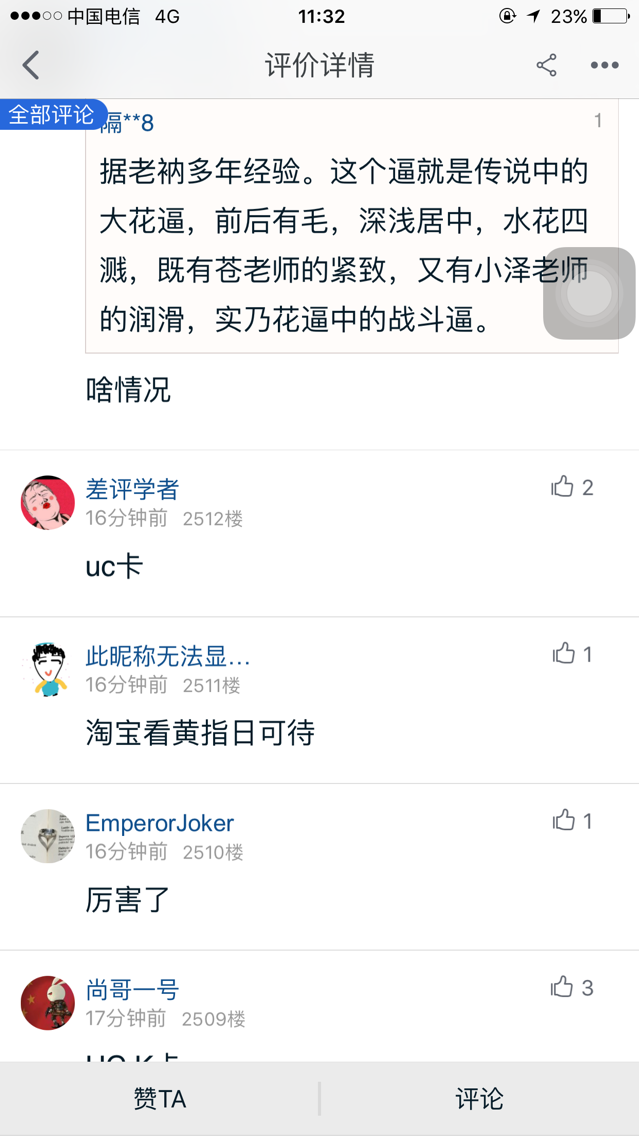 中国电信 4G 11:32 23%
评价详情
全部评论
隔**8 1
据老衲多年经验。这个逼就是传说中的
大花逼，前后有毛，深浅居中，水花四
溅，既有苍老师的紧致，又有小泽老师
的润滑，实乃花逼中的战斗逼。
啥情况
差评学者 2
16分钟前 2512楼
uc卡
此昵称无法显... 1
16分钟前 2511楼
淘宝看黄指日可待
EmperorJoker 1
16分钟前 2510楼
厉害了
尚哥一号 3
17分钟前 2509楼
赞TA 评论